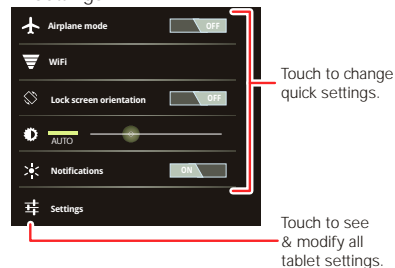 Airplane mode OFF
WiFi
Lock screen orientation OFF
AUTO
Notifications ON
Settings
Touch to change
quick settings.
Touch to see
& modify all
tablet settings.